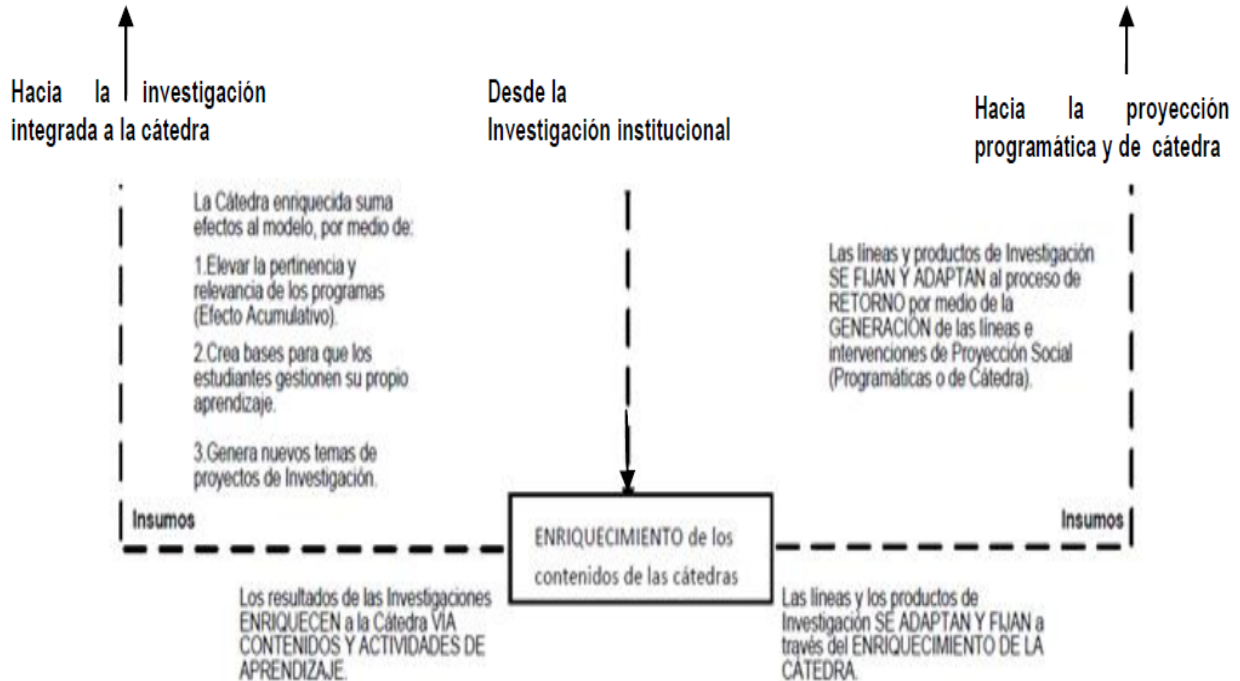 Hacia la investigación
integrada a la cátedra
Desde la
Investigación institucional
Hacia la proyección
programática y de cátedra
La Cátedra enriquecida suma
efectos al modelo, por medio de:
1.Elevar la pertinencia y
relevancia de los programas
(Efecto Acumulativo).
2.Crea bases para que los
estudiantes gestionen su propio
aprendizaje.
3.Genera nuevos temas de
proyectos de Investigación.
Las líneas y productos de Investigación
SE FIJAN Y ADAPTAN al proceso de
RETORNO por medio de la
GENERACIÓN de las líneas e
intervenciones de Proyección Social
(Programáticas o de Cátedra).
Insumos
Insumos
ENRIQUECIMIENTO de los
contenidos de las cátedras
Los resultados de las Investigaciones
ENRIQUECEN a la Cátedra VÍA
CONTENIDOS Y ACTIVIDADES DE
APRENDIZAJE.
Las líneas y los productos de
Investigación SE ADAPTAN Y FIJAN a
través del ENRIQUECIMIENTO DE LA
CÁTEDRA.